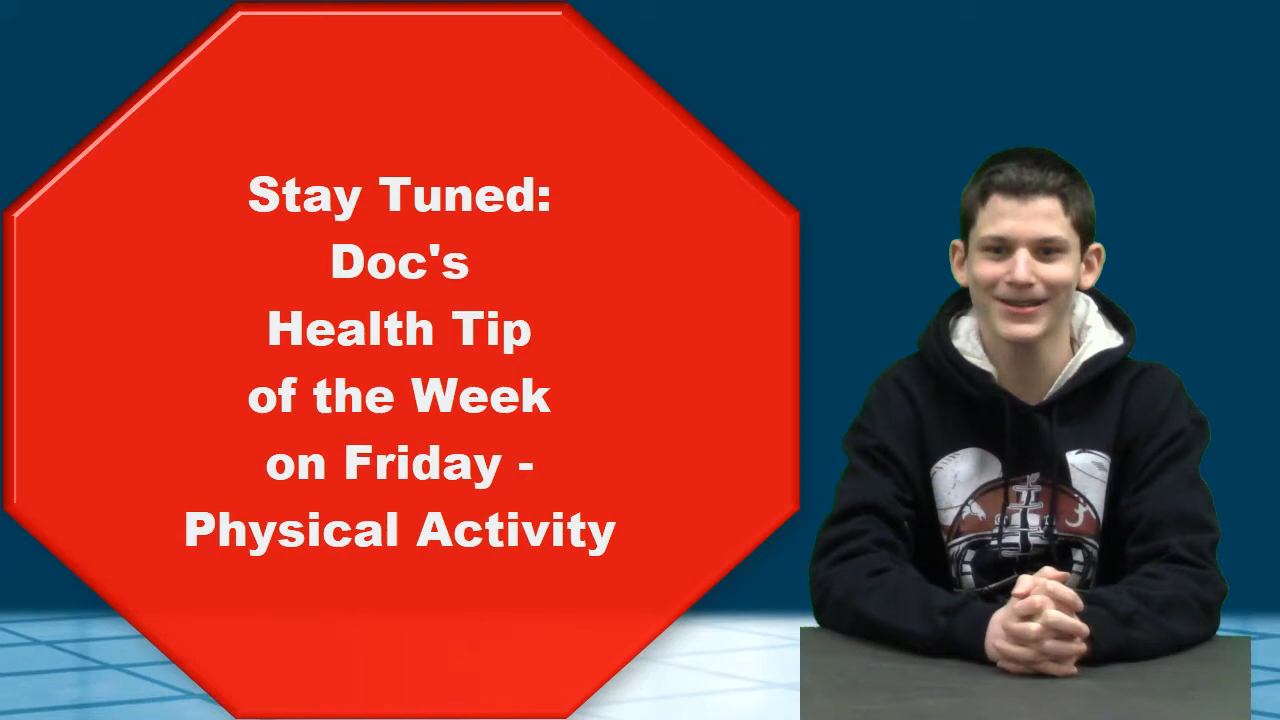 Stay Tuned:
Doc's
Health Tip
of the Week
on Friday -
Physical Activity